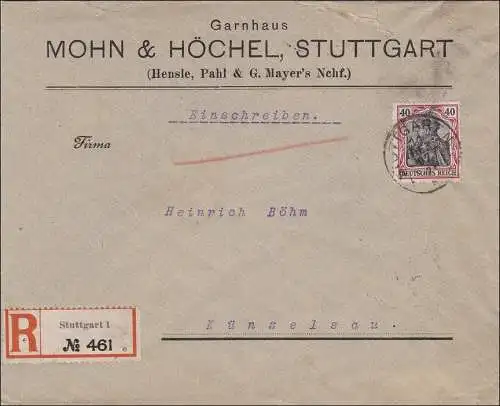 Garnhaus
MOHN & HÖCHEL, STUTTGART
(Hensle, Pahl & G. Mayer's Nchf.)
Einschreiben.
40 40
DEUTSCHES REICH
Firma
Heinrich Böhm
R
Stuttgart 1
№ 461
Künzelsau.